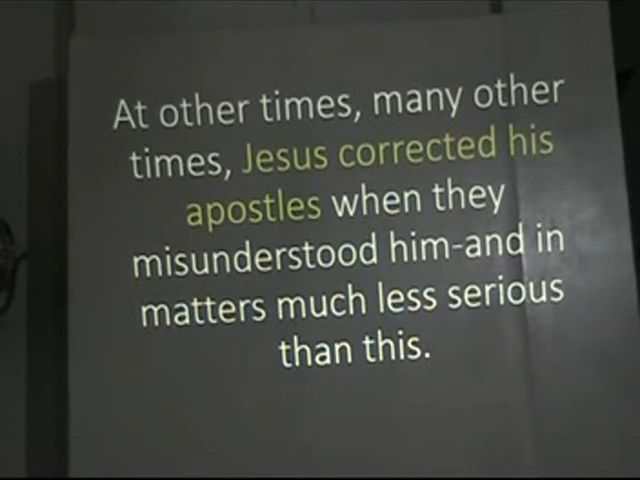 At other times, many other
times, Jesus corrected his
apostles when they
misunderstood him-and in
matters much less serious
than this.